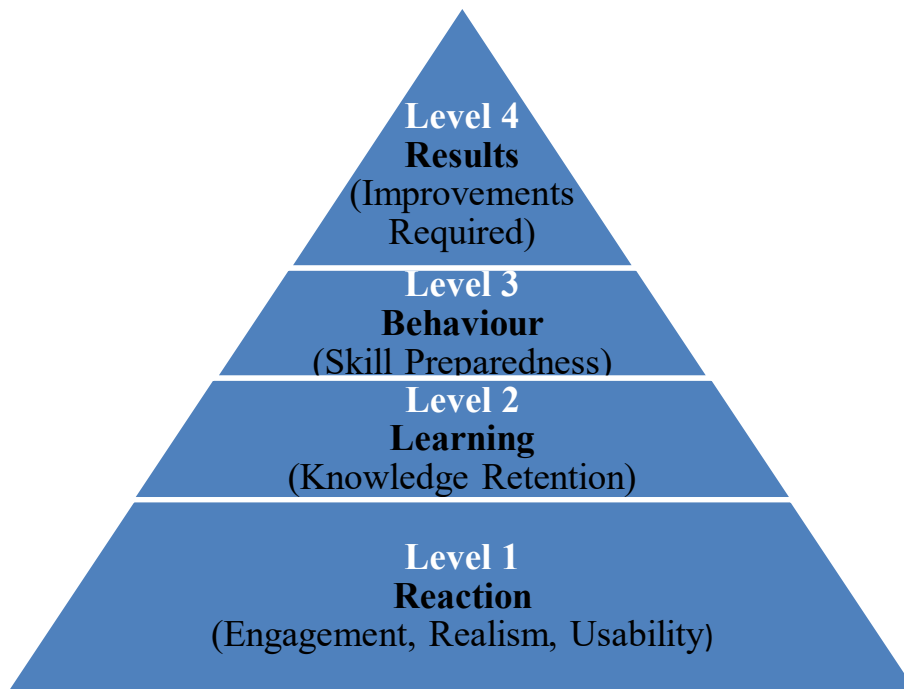 Level 4
Results
(Improvements
Required)
Level 3
Behaviour
(Skill Preparedness)
Level 2
Learning
(Knowledge Retention)
Level 1
Reaction
(Engagement, Realism, Usability)